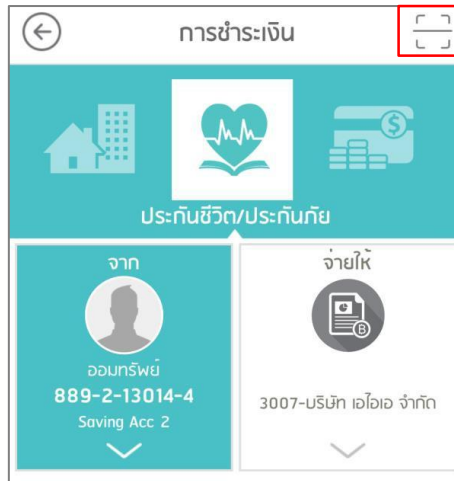 การชำระเงิน
$
ประกันชีวิต/ประกันภัย
จาก
ออมทรัพย์
889-2-13014-4
Saving Acc 2
จ่ายให้
B
3007-บริษัท เอไอเอ จำกัด